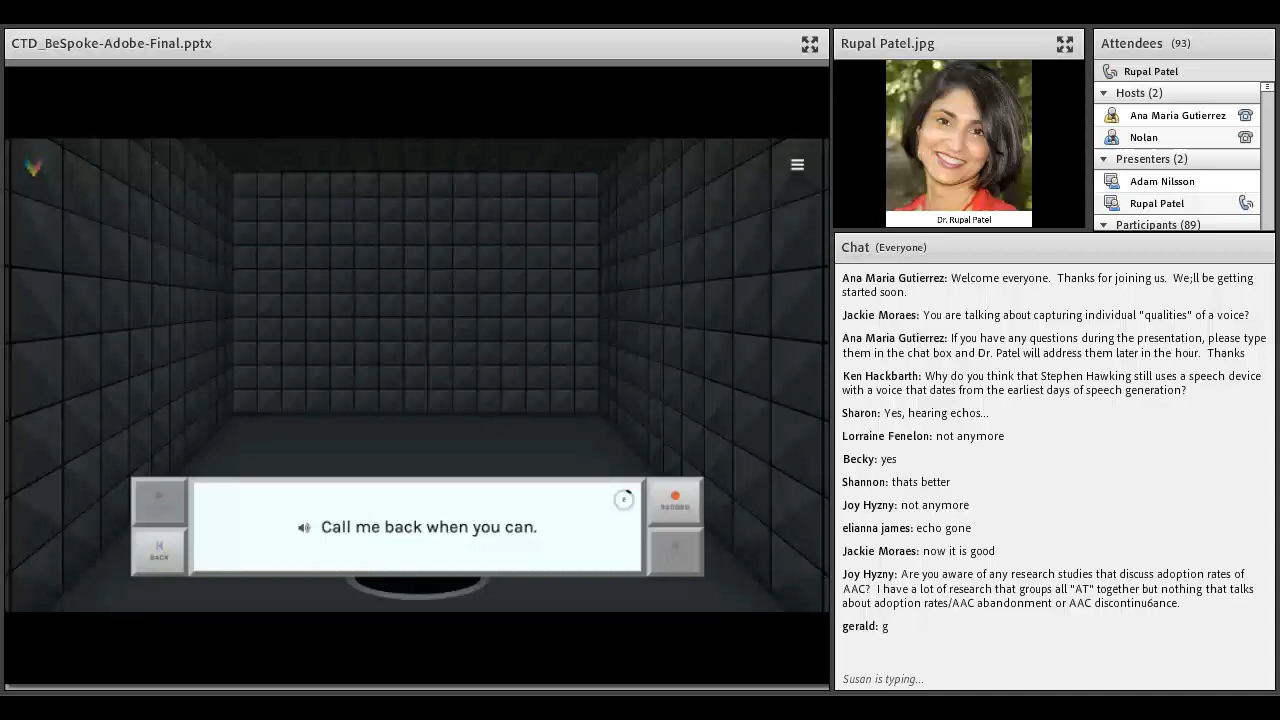 CTD_BeSpoke-Adobe-Final.pptx
Call me back when you can.
BACK
RECORD
Rupal Patel.jpg
Dr. Rupal Patel
Attendees (93)
Rupal Patel
Hosts (2)
Ana Maria Gutierrez
Nolan
Presenters (2)
Adam Nilsson
Rupal Patel
Participants (89)
Chat (Everyone)
Ana Maria Gutierrez: Welcome everyone. Thanks for joining us. We;ll be getting
started soon.
Jackie Moraes: You are talking about capturing individual "qualities" of a voice?
Ana Maria Gutierrez: If you have any questions during the presentation, please type
them in the chat box and Dr. Patel will address them later in the hour. Thanks
Ken Hackbarth: Why do you think that Stephen Hawking still uses a speech device
with a voice that dates from the earliest days of speech generation?
Sharon: Yes, hearing echos...
Lorraine Fenelon: not anymore
Becky: yes
Shannon: thats better
Joy Hyzny: not anymore
elianna james: echo gone
Jackie Moraes: now it is good
Joy Hyzny: Are you aware of any research studies that discuss adoption rates of
AAC? I have a lot of research that groups all "AT" together but nothing that talks
about adoption rates/AAC abandonment or AAC discontinu6ance.
gerald: g
Susan is typing...